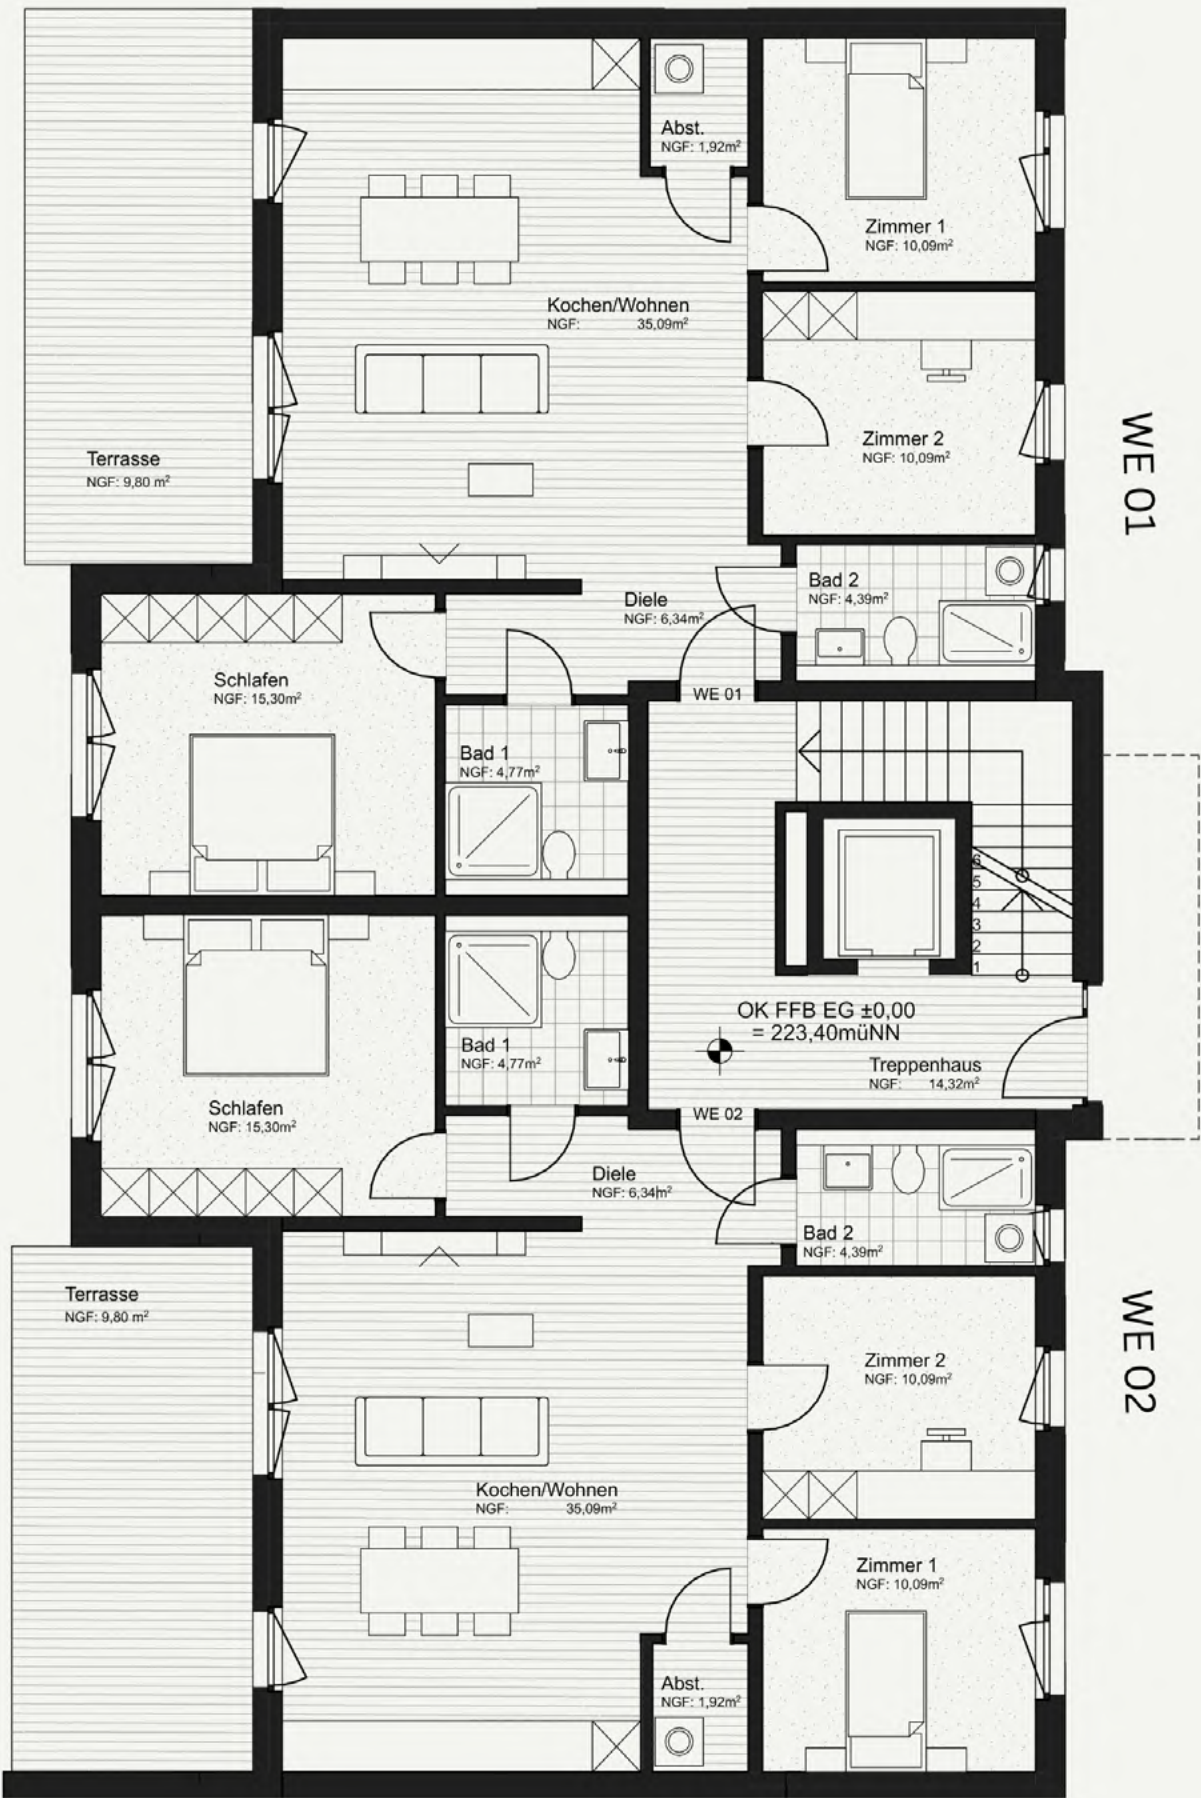 Abst.
NGF: 1,92m²
Zimmer 1
NGF: 10,09m²
Kochen/Wohnen
NGF: 35,09m²
Zimmer 2
NGF: 10,09m²
Terrasse
NGF: 9,80 m²
WE 01
Bad 2
NGF: 4,39m²
Diele
NGF: 6,34m²
Schlafen
NGF: 15,30m²
WE 01
Bad 1
NGF: 4,77m²
6
5
4
3
2
1
OK FFB EG ±0,00
= 223,40müNN
Bad 1
NGF: 4,77m²
Treppenhaus
NGF: 14,32m²
Schlafen
NGF: 15,30m²
WE 02
Diele
NGF: 6,34m²
Bad 2
NGF: 4,39m²
Terrasse
NGF: 9,80 m²
WE 02
Zimmer 2
NGF: 10,09m²
Kochen/Wohnen
NGF: 35,09m²
Zimmer 1
NGF: 10,09m²
Abst.
NGF: 1,92m²